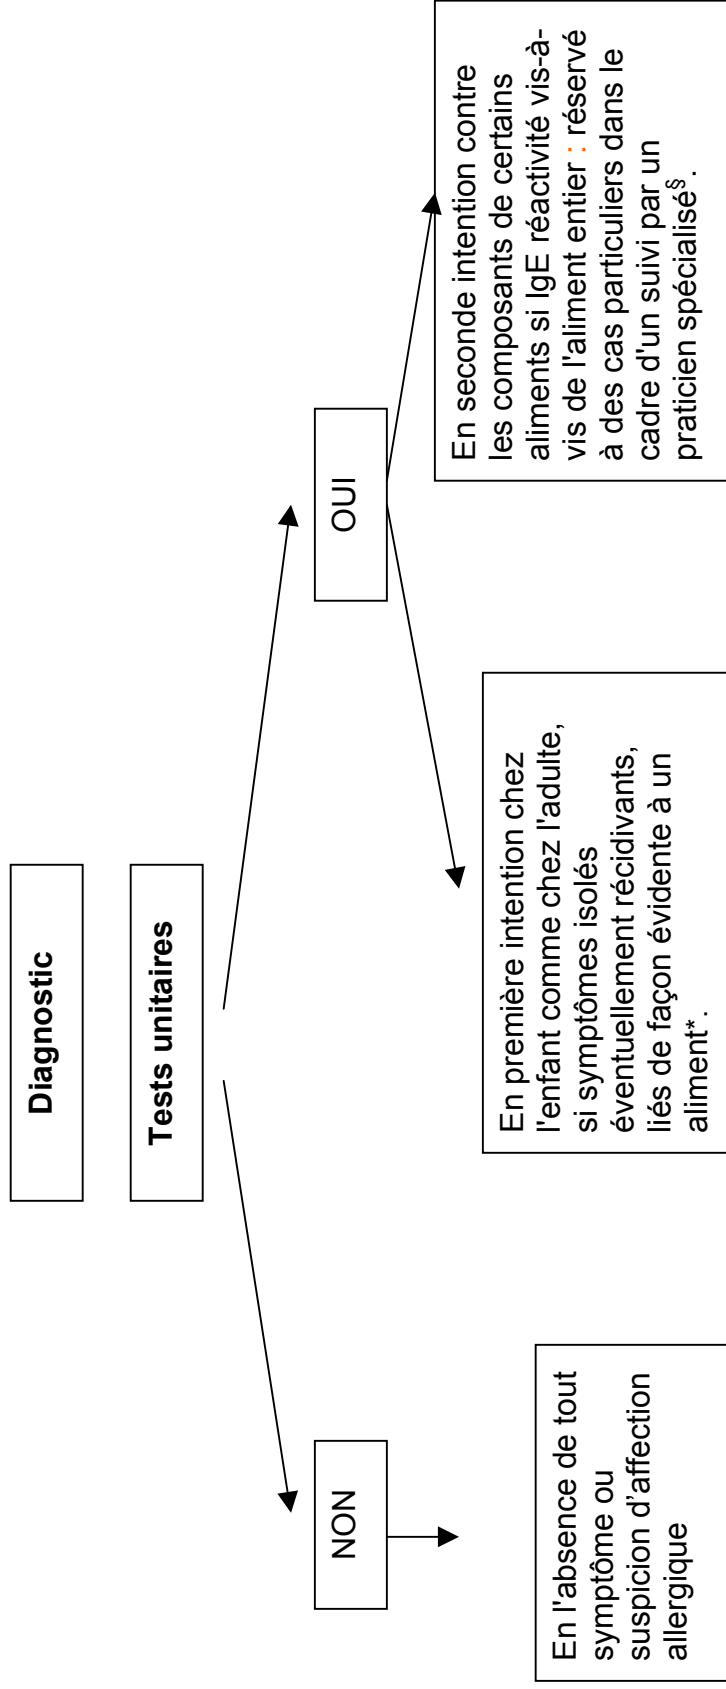 Diagnostic
Tests unitaires
NON
OUI
En l'absence de tout
symptôme ou
suspicion d’affection
allergique
En première intention chez
l'enfant comme chez l'adulte,
si symptômes isolés
éventuellement récidivants,
liés de façon évidente à un
aliment*.
En seconde intention contre
les composants de certains
aliments si IgE réactivité vis-à-
vis de l'aliment entier : réservé
à des cas particuliers dans le
cadre d'un suivi par un
praticien spécialisé§.